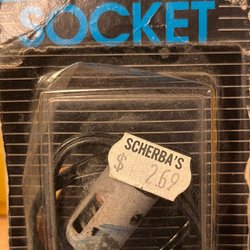 SOCKET
SCHERBA'S
$ 2.69